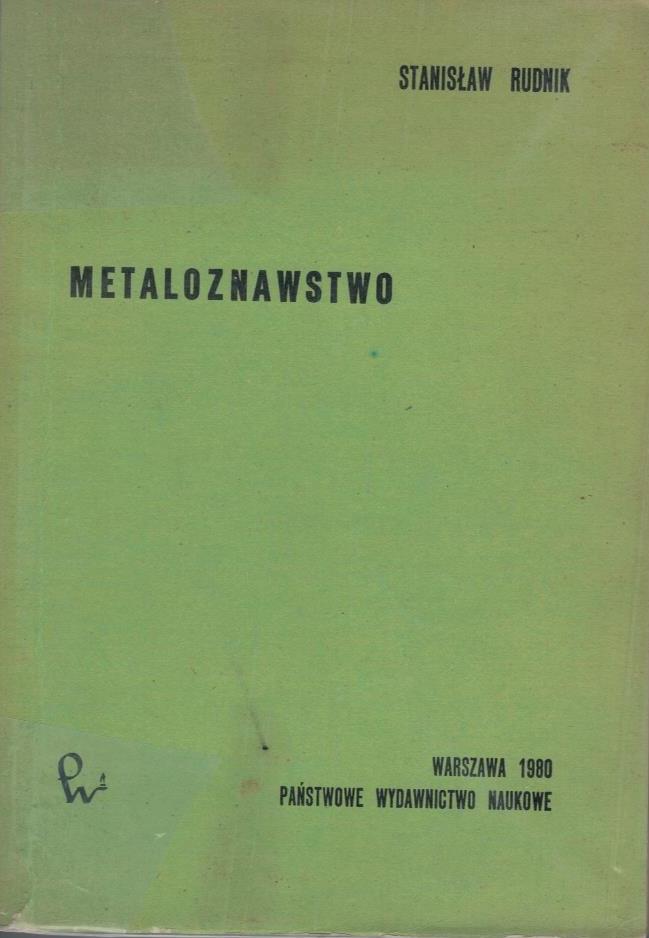 STANISŁAW RUDNIK
METALOZNAWSTWO
WARSZAWA 1980
PAŃSTWOWE WYDAWNICTWO NAUKOWE